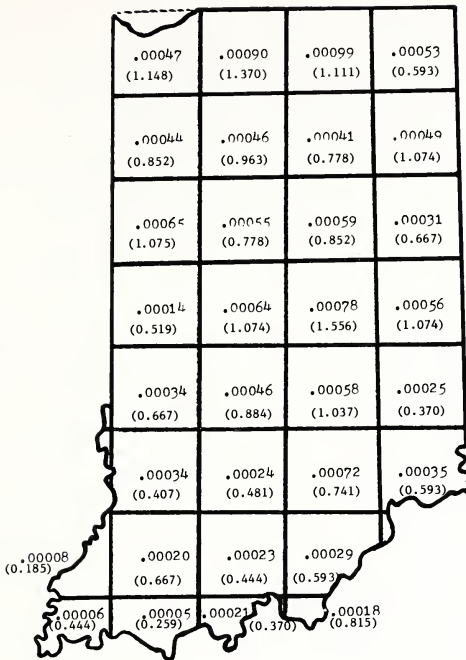 .00047 .00090 .00099 .00053
(1.148) (1.370) (1.111) (0.593)
.00044 .00046 .00041 .00049
(0.852) (0.963) (0.778) (1.074)
.00065 .00055 .00059 .00031
(1.075) (0.778) (0.852) (0.667)
.00014 .00064 .00078 .00056
(0.519) (1.074) (1.556) (1.074)
.00034 .00046 .00058 .00025
(0.667) (0.884) (1.037) (0.370)
.00034 .00024 .00072 .00035
(0.407) (0.481) (0.741) (0.593)
.00008 .00020 .00023 .00029
(0.185) (0.667) (0.444) (0.593)
.00006 .00005 .00021 .00018
(0.444) (0.259) (0.370) (0.815)